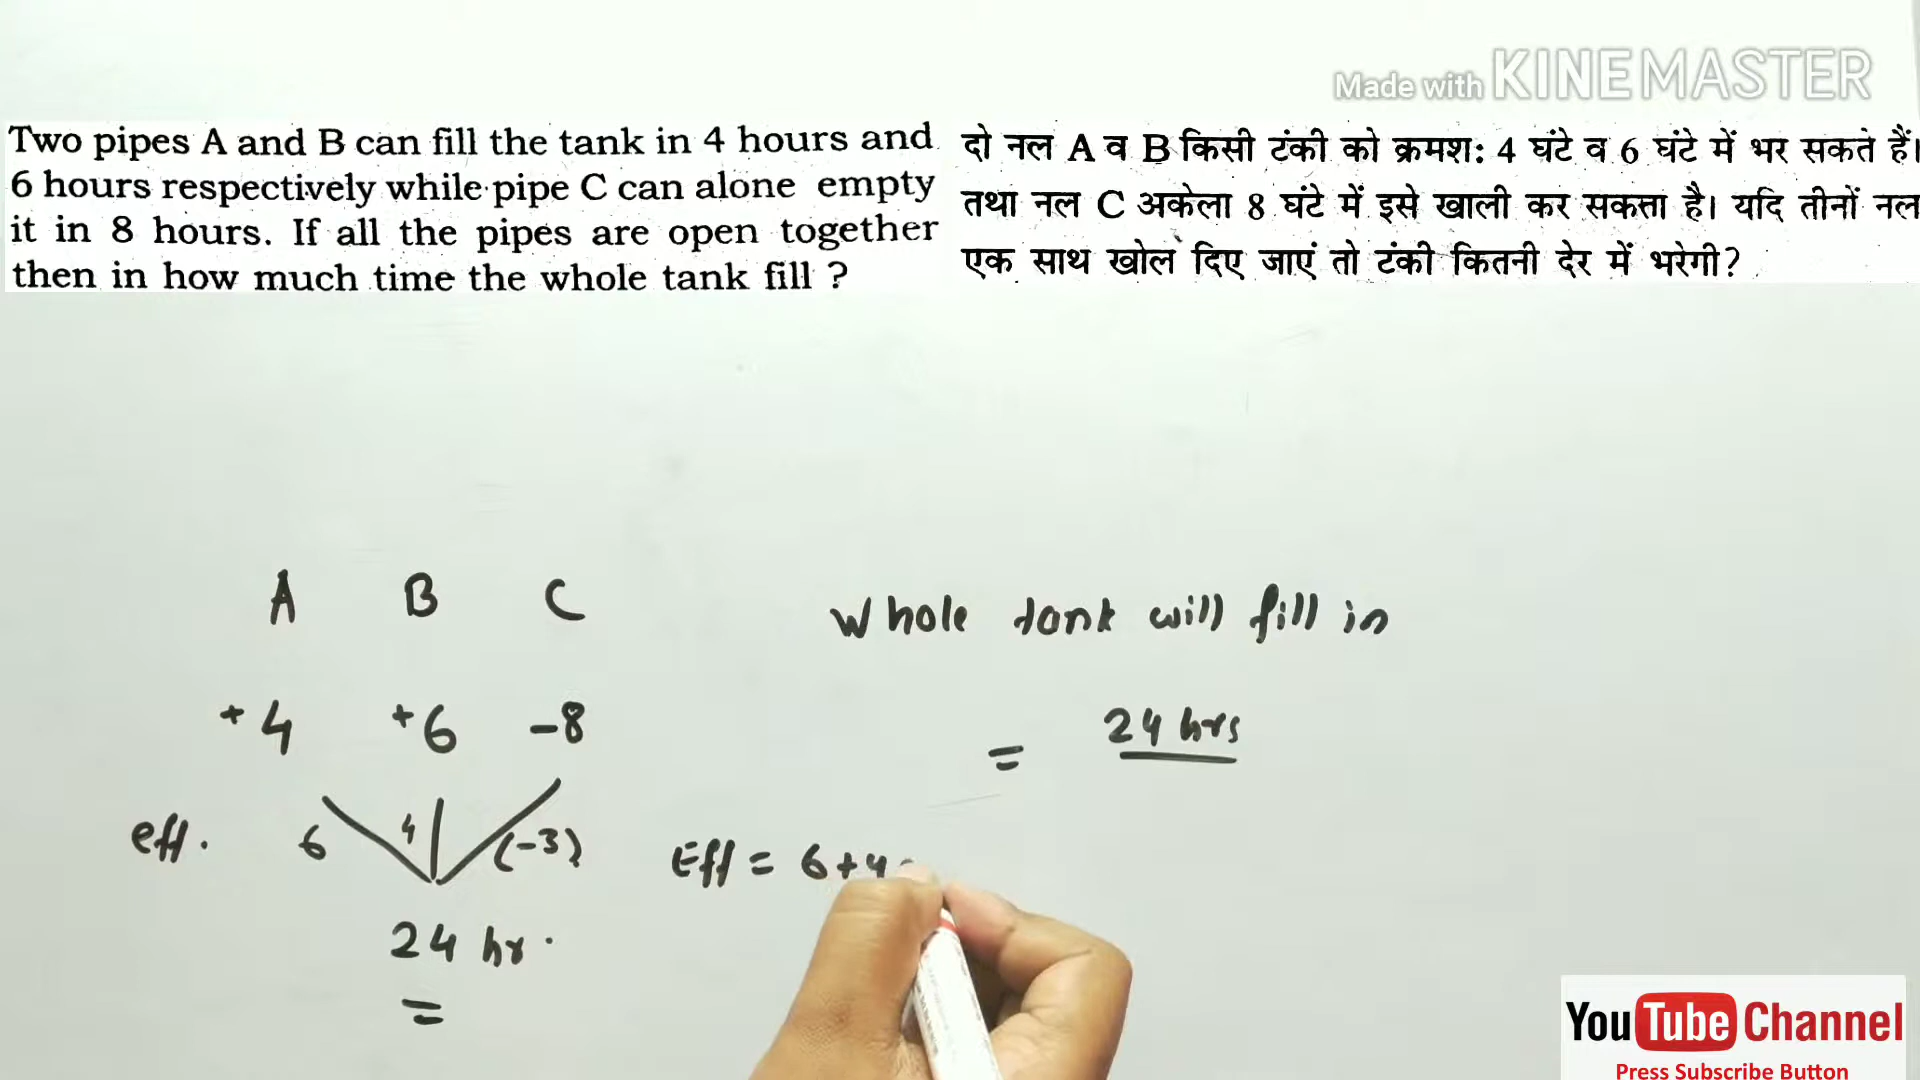 Made with KINEMASTER
Two pipes A and B can fill the tank in 4 hours and
6 hours respectively while pipe C can alone empty
it in 8 hours. If all the pipes are open together
then in how much time the whole tank fill ?
दो नल A व B किसी टंकी को क्रमश: 4 घंटे व 6 घंटे में भर सकते हैं।
तथा नल C अकेला 8 घंटे में इसे खाली कर सकता है। यदि तीनों नल
एक साथ खोल दिए जाएं तो टंकी कितनी देर में भरेगी?
A B C
+4 +6 -8
eff. 6 4 (-3)
24 hr.
=
Whole tank will fill in
= 24 hrs
Eff = 6+4
YouTube Channel
Press Subscribe Button